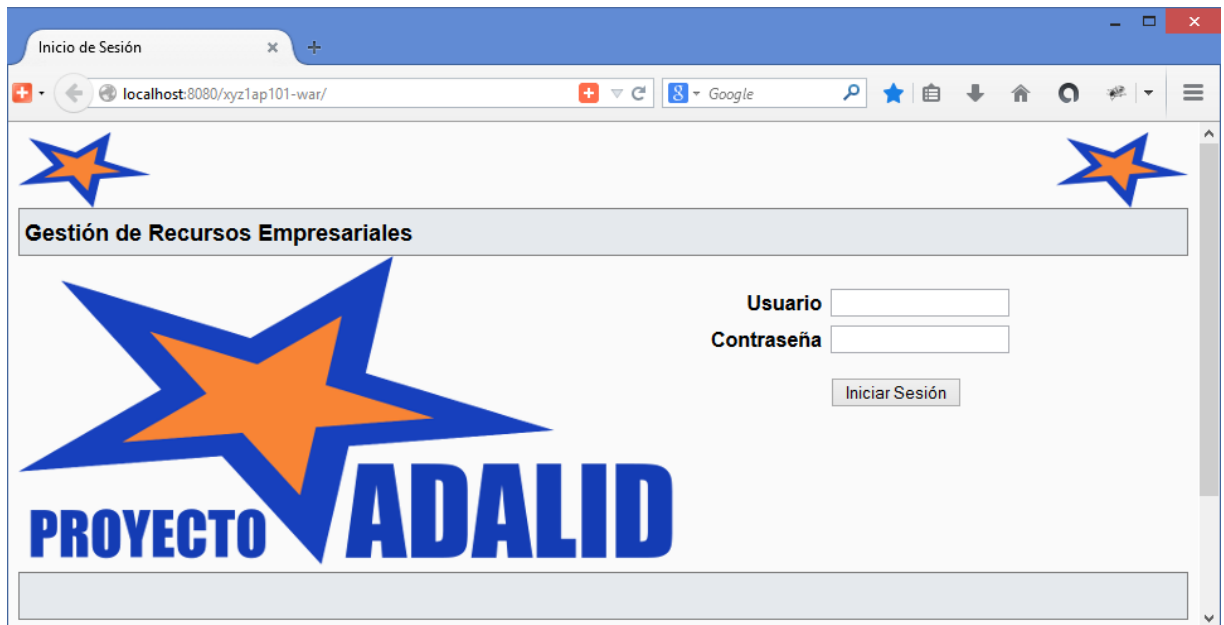 Inicio de Sesión
localhost:8080/xyz1ap101-war/
Google
Gestión de Recursos Empresariales
Usuario
Contraseña
Iniciar Sesión
PROYECTO ADALID